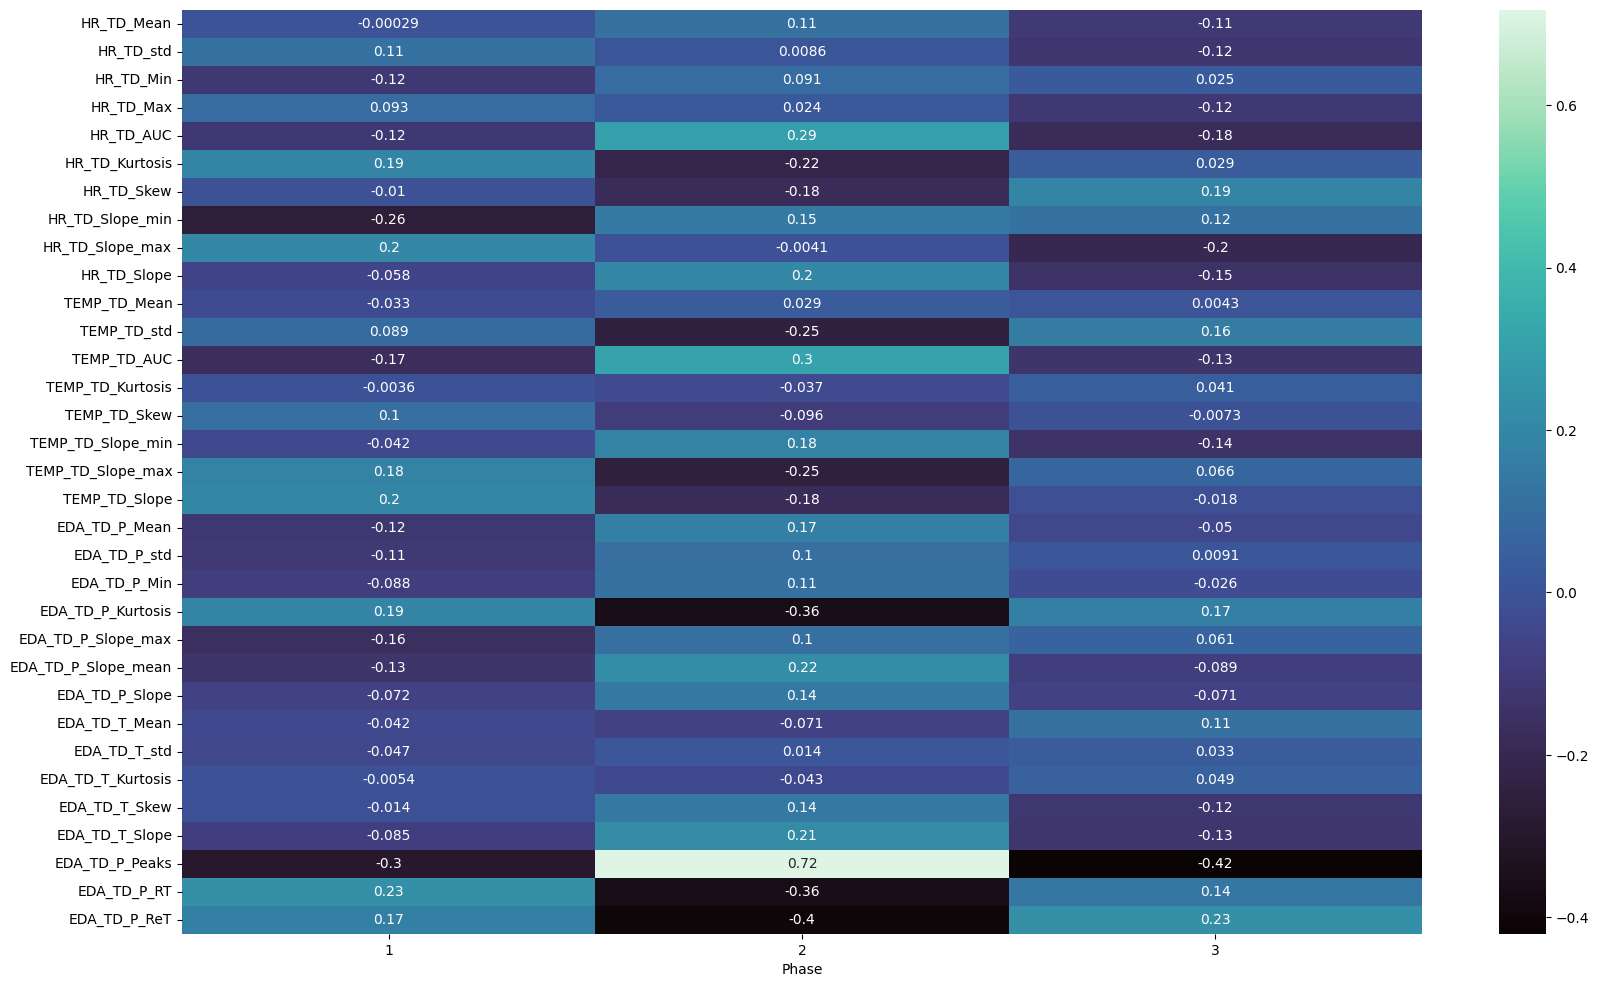 HR_TD_Mean -0.00029 0.11 -0.11
HR_TD_std 0.11 0.0086 -0.12
HR_TD_Min -0.12 0.091 0.025
HR_TD_Max 0.093 0.024 -0.12
HR_TD_AUC -0.12 0.29 -0.18
HR_TD_Kurtosis 0.19 -0.22 0.029
HR_TD_Skew -0.01 -0.18 0.19
HR_TD_Slope_min -0.26 0.15 0.12
HR_TD_Slope_max 0.2 -0.0041 -0.2
HR_TD_Slope -0.058 0.2 -0.15
TEMP_TD_Mean -0.033 0.029 0.0043
TEMP_TD_std 0.089 -0.25 0.16
TEMP_TD_AUC -0.17 0.3 -0.13
TEMP_TD_Kurtosis -0.0036 -0.037 0.041
TEMP_TD_Skew 0.1 -0.096 -0.0073
TEMP_TD_Slope_min -0.042 0.18 -0.14
TEMP_TD_Slope_max 0.18 -0.25 0.066
TEMP_TD_Slope 0.2 -0.18 -0.018
EDA_TD_P_Mean -0.12 0.17 -0.05
EDA_TD_P_std -0.11 0.1 0.0091
EDA_TD_P_Min -0.088 0.11 -0.026
EDA_TD_P_Kurtosis 0.19 -0.36 0.17
EDA_TD_P_Slope_max -0.16 0.1 0.061
EDA_TD_P_Slope_mean -0.13 0.22 -0.089
EDA_TD_P_Slope -0.072 0.14 -0.071
EDA_TD_T_Mean -0.042 -0.071 0.11
EDA_TD_T_std -0.047 0.014 0.033
EDA_TD_T_Kurtosis -0.0054 -0.043 0.049
EDA_TD_T_Skew -0.014 0.14 -0.12
EDA_TD_T_Slope -0.085 0.21 -0.13
EDA_TD_P_Peaks -0.3 0.72 -0.42
EDA_TD_P_RT 0.23 -0.36 0.14
EDA_TD_P_ReT 0.17 -0.4 0.23
1 2 3
Phase
0.6
0.4
0.2
0.0
−0.2
−0.4